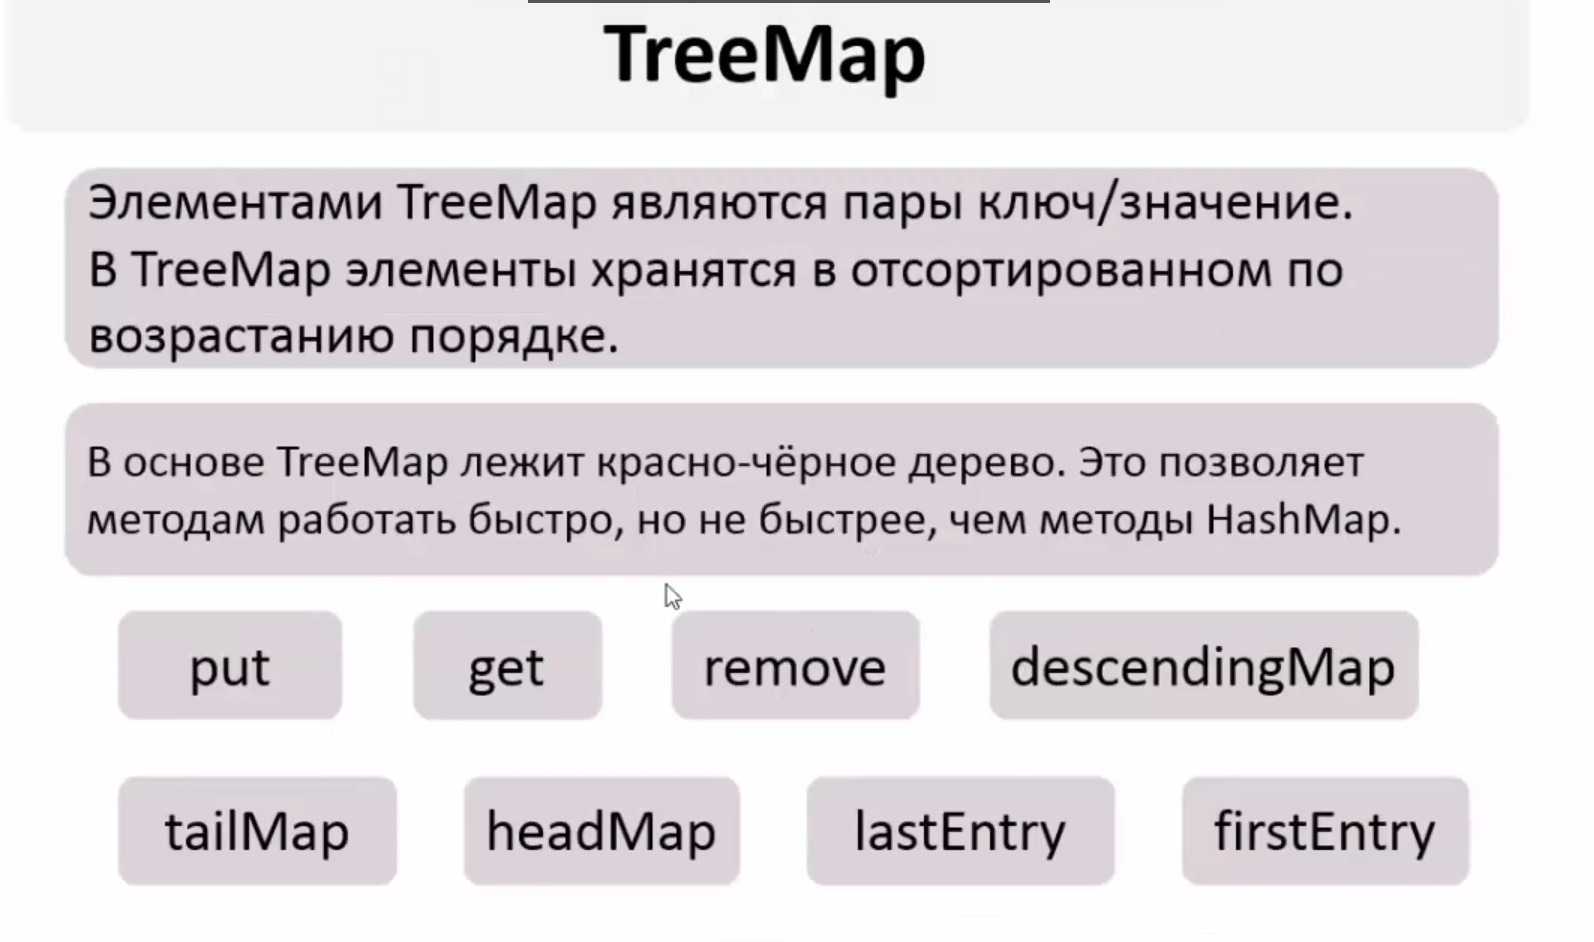 TreeMap
Элементами TreeMap являются пары ключ/значение.
В TreeMap элементы хранятся в отсортированном по
возрастанию порядке.
В основе TreeMap лежит красно-чёрное дерево. Это позволяет
методам работать быстро, но не быстрее, чем методы HashMap.
put
get
remove
descendingMap
tailMap
headMap
lastEntry
firstEntry